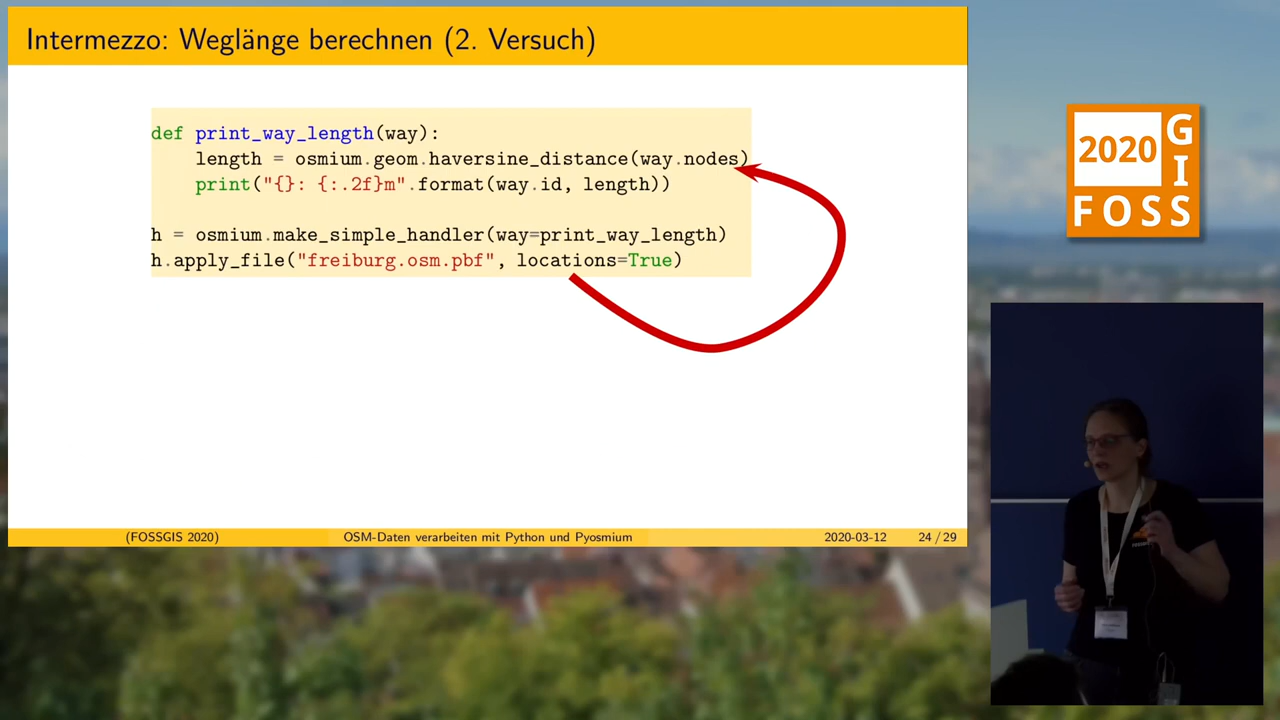 Intermezzo: Weglänge berechnen (2. Versuch)
def print_way_length(way):
    length = osmium.geom.haversine_distance(way.nodes)
    print("{}: {:.2f}m".format(way.id, length))
h = osmium.make_simple_handler(way=print_way_length)
h.apply_file("freiburg.osm.pbf", locations=True)
(FOSSGIS 2020) OSM-Daten verarbeiten mit Python und Pyosmium 2020-03-12 24 / 29
2020 GIS
FOSS